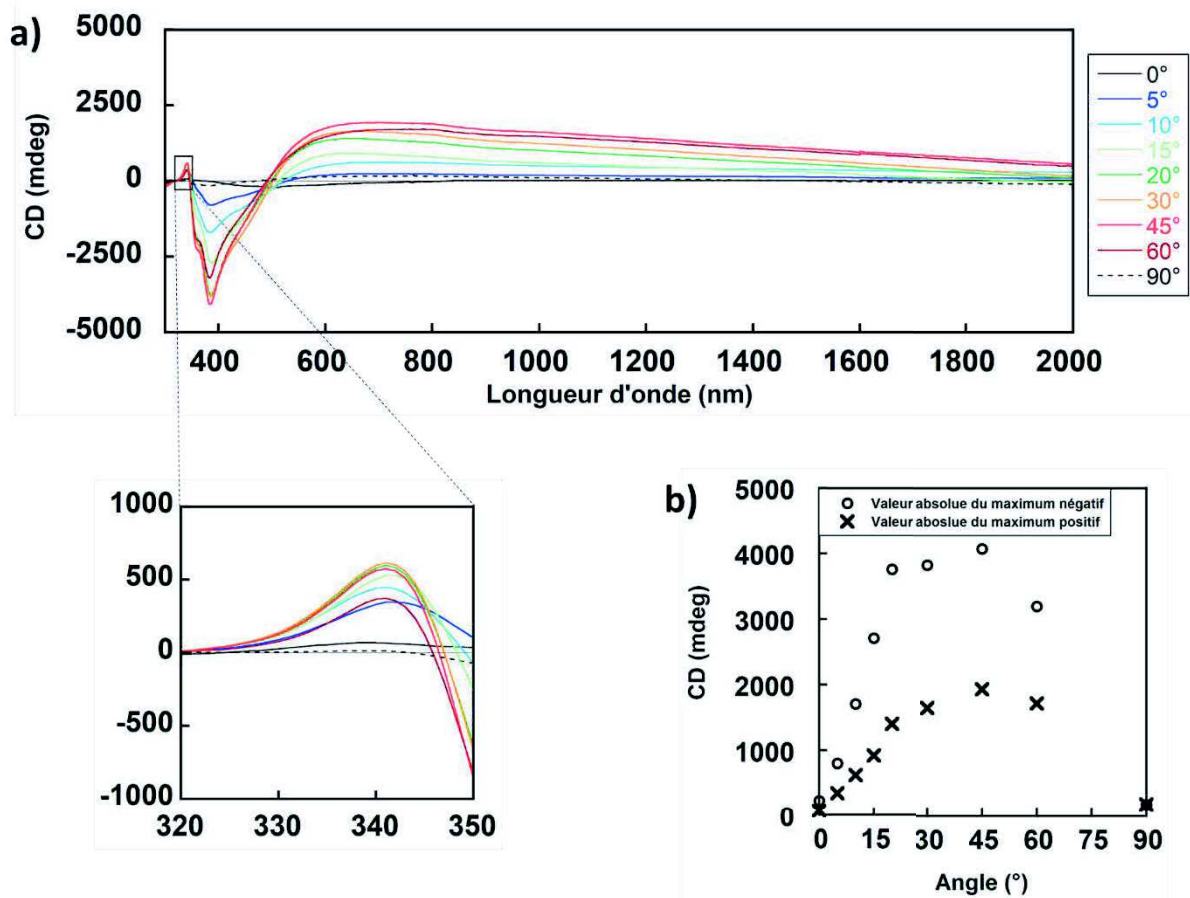 a)
5000
2500
0
-2500
-5000
CD (mdeg)
400 600 800 1000 1200 1400 1600 1800 2000
Longueur d'onde (nm)
0°
5°
10°
15°
20°
30°
45°
60°
90°
1000
500
0
-500
-1000
320 330 340 350
b)
5000
4000
3000
2000
1000
0
CD (mdeg)
Valeur absolue du maximum négatif
Valeur aboslue du maximum positif
0 15 30 45 60 75 90
Angle (°)